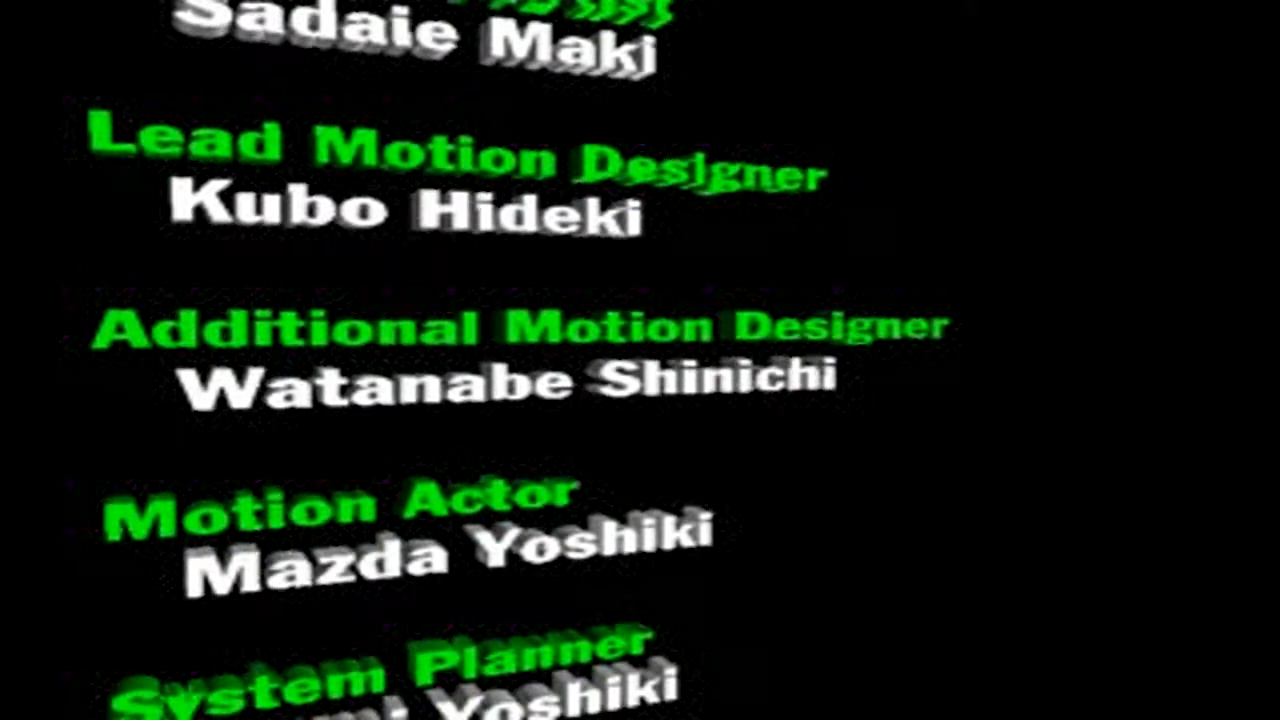 Sadaie Maki
Lead Motion Designer
Kubo Hideki
Additional Motion Designer
Watanabe Shinichi
Motion Actor
Mazda Yoshiki
System Planner
Yoshiki